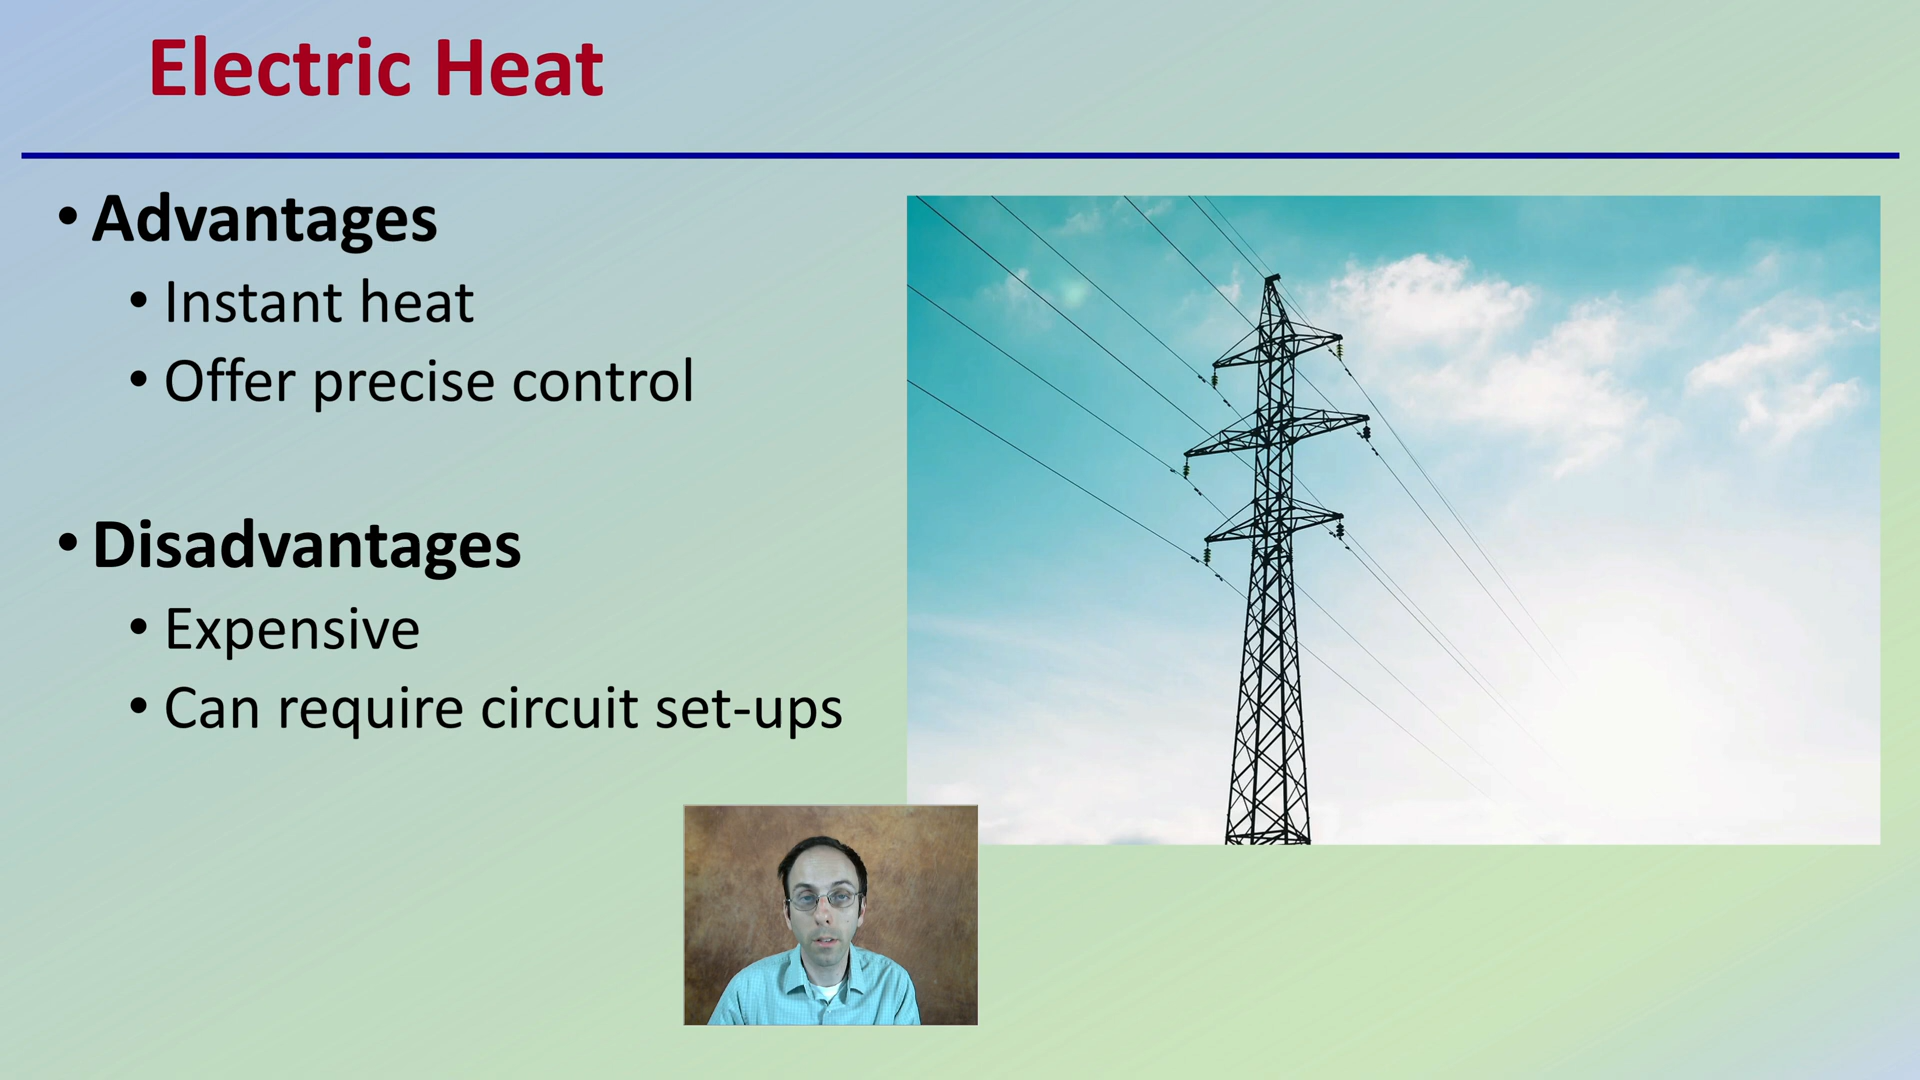 Electric Heat
• Advantages
• Instant heat
• Offer precise control
• Disadvantages
• Expensive
• Can require circuit set-ups